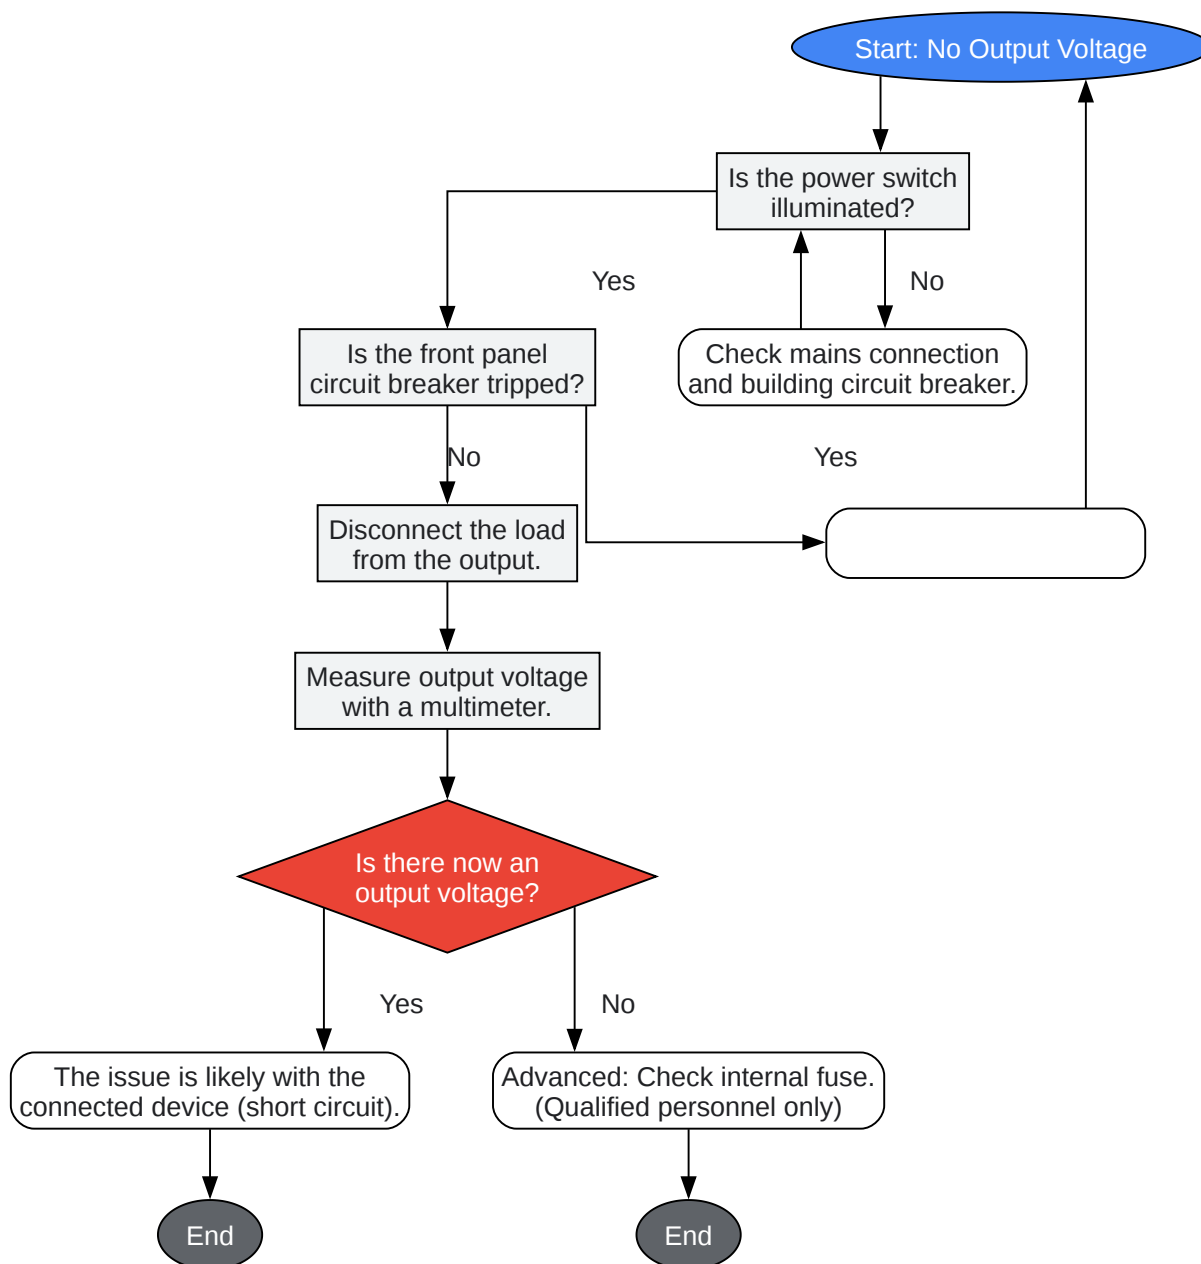 Start: No Output Voltage
Is the power switch
illuminated?
Yes
No
Is the front panel
circuit breaker tripped?
Check mains connection
and building circuit breaker.
No
Yes
Disconnect the load
from the output.
Measure output voltage
with a multimeter.
Is there now an
output voltage?
Yes
No
The issue is likely with the
connected device (short circuit).
Advanced: Check internal fuse.
(Qualified personnel only)
End
End